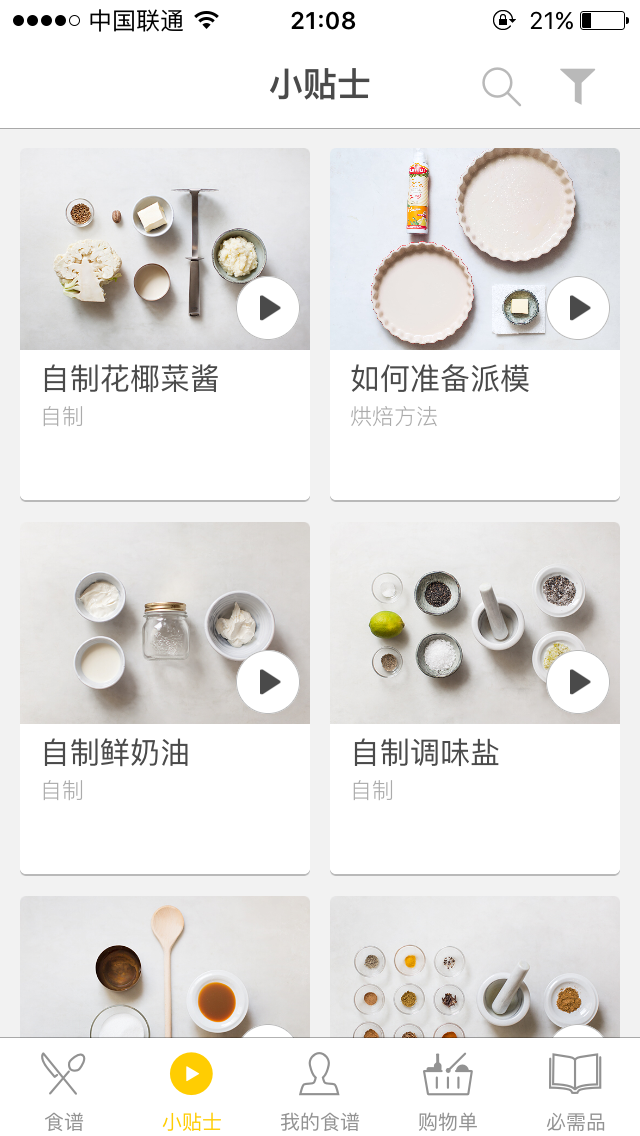 中国联通
21:08
21%
小贴士
自制花椰菜酱
自制
如何准备派模
烘焙方法
自制鲜奶油
自制
自制调味盐
自制
食谱
小贴士
我的食谱
购物单
必需品